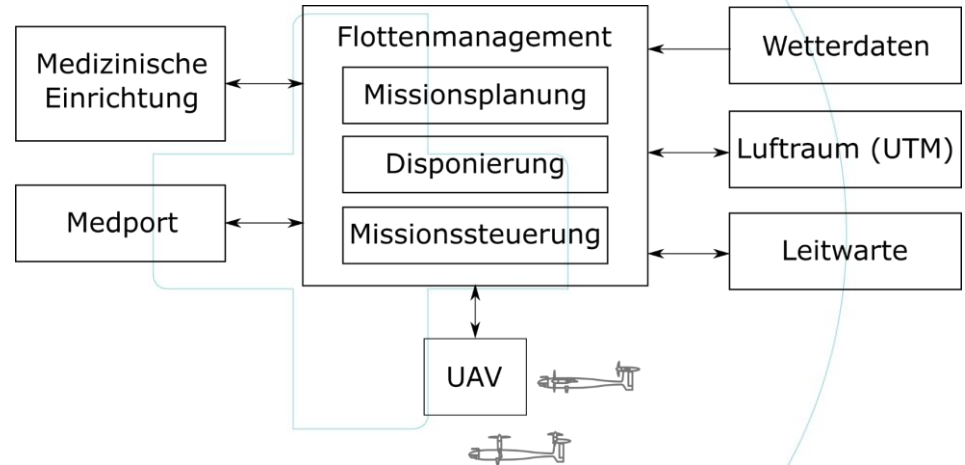 Medizinische
Einrichtung
Medport
Flottenmanagement
Missionsplanung
Disponierung
Missionssteuerung
Wetterdaten
Luftraum (UTM)
Leitwarte
UAV